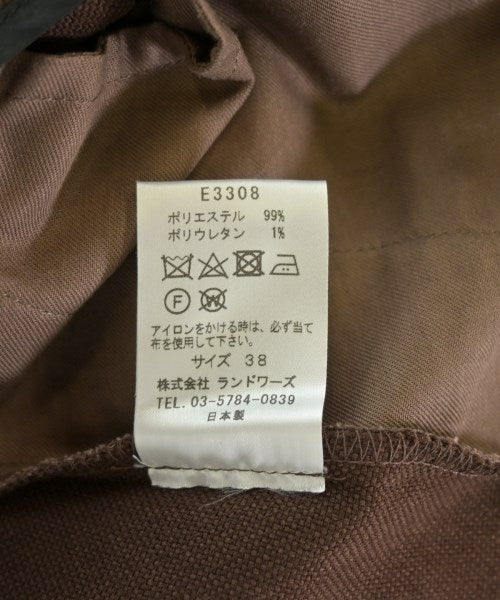 E3308
ポリエステル 99%
ポリウレタン 1%
F W
アイロンをかける時は、必ず当て
布を使用して下さい。
サイズ 38
株式会社 ランドワーズ
TEL. 03-5784-0839
日本製